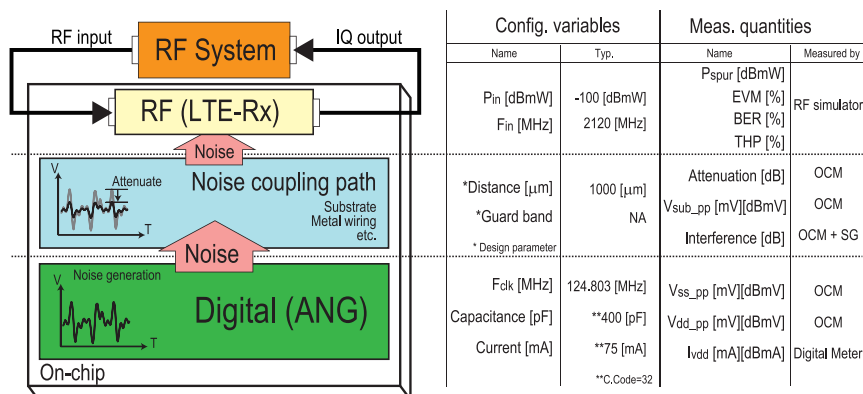 RF input
RF System
IQ output
RF (LTE-Rx)
Noise
V
Attenuate
T
Noise coupling path
Substrate
Metal wiring
etc.
Noise
Noise generation
V
T
Digital (ANG)
On-chip
Config. variables
Meas. quantities
Name
Typ.
Name
Measured by
Pin [dBmW]
-100 [dBmW]
Fin [MHz]
2120 [MHz]
Pspur [dBmW]
EVM [%]
BER [%]
THP [%]
RF simulator
*Distance [μm]
1000 [μm]
*Guard band
NA
* Design parameter
Attenuation [dB]
OCM
Vsub_pp [mV][dBmV]
OCM
Interference [dB]
OCM + SG
Fclk [MHz]
124.803 [MHz]
Capacitance [pF]
**400 [pF]
Current [mA]
**75 [mA]
**C.Code=32
Vss_pp [mV][dBmV]
OCM
Vdd_pp [mV][dBmV]
OCM
Ivdd [mA][dBmA]
Digital Meter